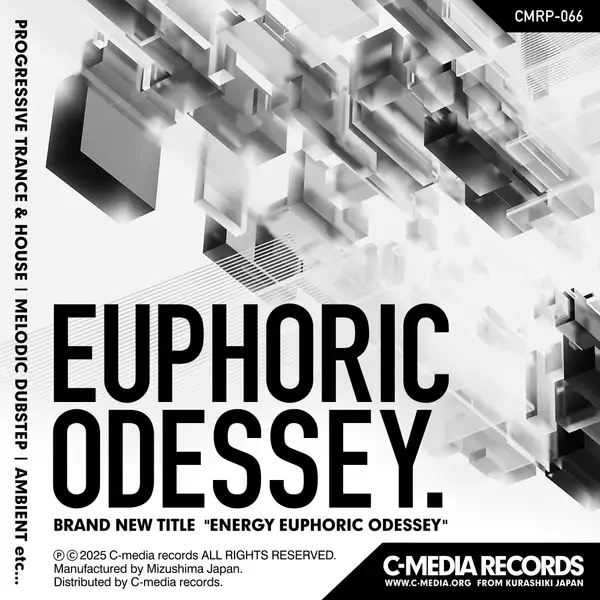 CMRP-066
PROGRESSIVE TRANCE & HOUSE | MELODIC DUBSTEP | AMBIENT etc...
EUPHORIC
ODESSEY.
BRAND NEW TITLE "ENERGY EUPHORIC ODESSEY"
Ⓟ © 2025 C-media records ALL RIGHTS RESERVED.
Manufactured by Mizushima Japan.
Distributed by C-media records.
C-MEDIA RECORDS
WWW.C-MEDIA.ORG FROM KURASHIKI JAPAN